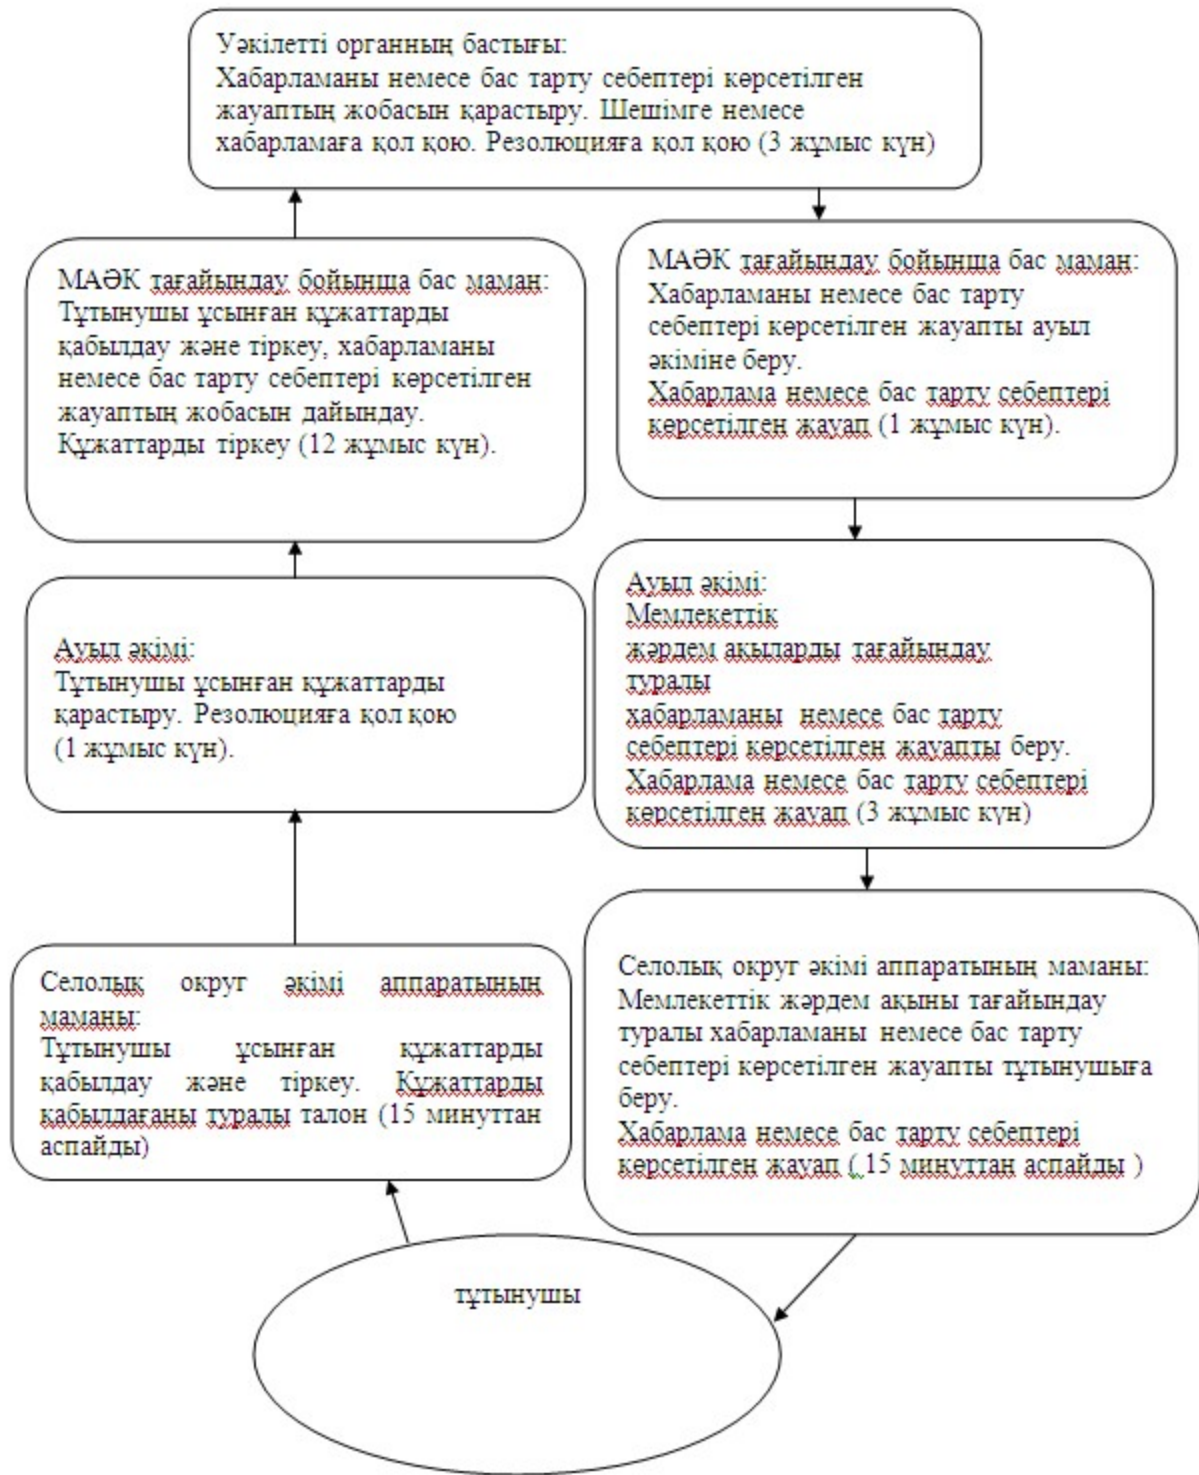 Уәкілетті органның бастығы:
Хабарламаны немесе бас тарту себептері көрсетілген
жауаптың жобасын қарастыру. Шешімге немесе
хабарламаға қол қою. Резолюцияға қол қою (3 жұмыс күн)
МАӘК тағайындау бойынша бас маман:
Тұтынушы ұсынған құжаттарды
қабылдау және тіркеу, хабарламаны
немесе бас тарту себептері көрсетілген
жауаптың жобасын дайындау.
Құжаттарды тіркеу (12 жұмыс күн).
МАӘК тағайындау бойынша бас маман:
Хабарламаны немесе бас тарту
себептері көрсетілген жауапты ауыл
әкіміне беру.
Хабарлама немесе бас тарту себептері
көрсетілген жауап (1 жұмыс күн).
Ауыл әкімі:
Тұтынушы ұсынған құжаттарды
қарастыру. Резолюцияға қол қою
(1 жұмыс күн).
Ауыл әкімі:
Мемлекеттік
жәрдем ақыларды тағайындау
туралы
хабарламаны немесе бас тарту
себептері көрсетілген жауапты беру.
Хабарлама немесе бас тарту себептері
көрсетілген жауап (3 жұмыс күн)
Селолық округ әкімі аппаратының
маманы:
Тұтынушы ұсынған құжаттарды
қабылдау және тіркеу. Құжаттарды
қабылдағаны туралы талон (15 минуттан
аспайды)
Селолық округ әкімі аппаратының маманы:
Мемлекеттік жәрдем ақыны тағайындау
туралы хабарламаны немесе бас тарту
себептері көрсетілген жауапты тұтынушыға
беру.
Хабарлама немесе бас тарту себептері
көрсетілген жауап ( 15 минуттан аспайды )
тұтынушы